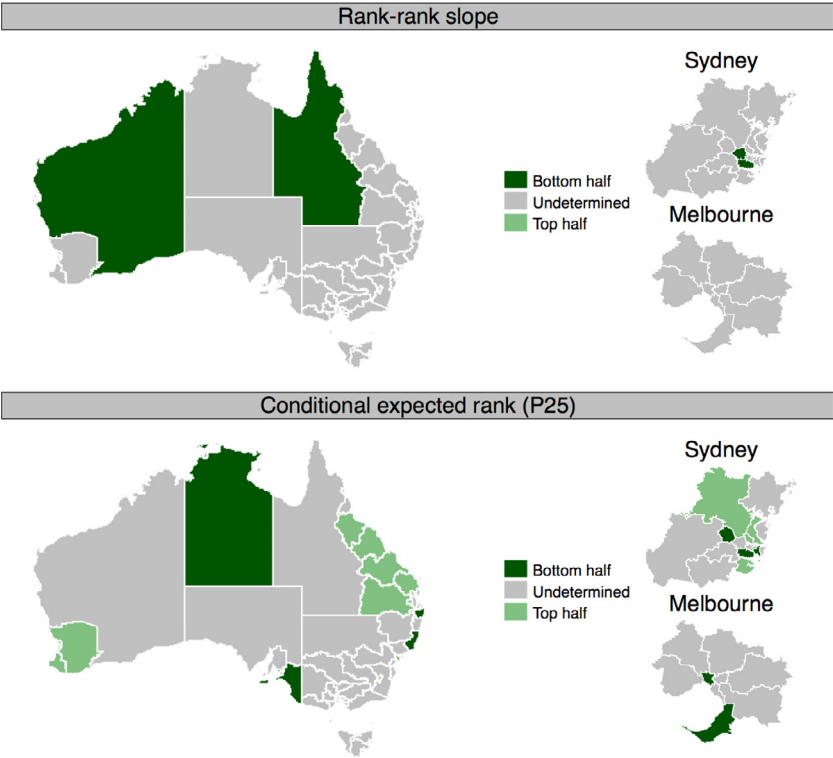 Rank-rank slope
Sydney
Bottom half
Undetermined
Top half
Melbourne
Conditional expected rank (P25)
Sydney
Bottom half
Undetermined
Top half
Melbourne